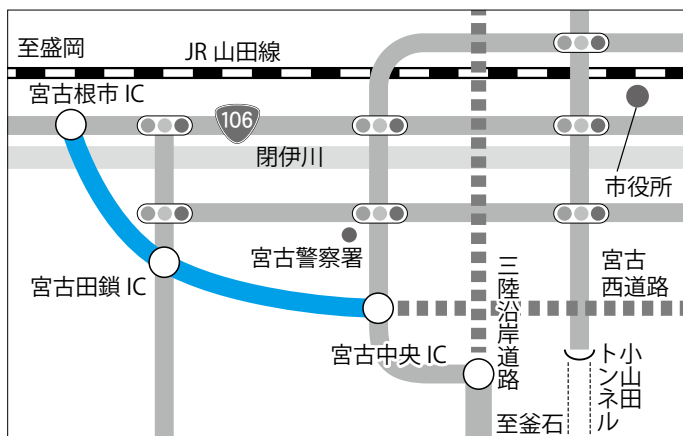 至盛岡
JR 山田線
宮古根市 IC
106
閉伊川
市役所
宮古警察署
宮古田鎖 IC
三陸沿岸道路
宮古
西道路
宮古中央 IC
小山田
トンネル
至釜石